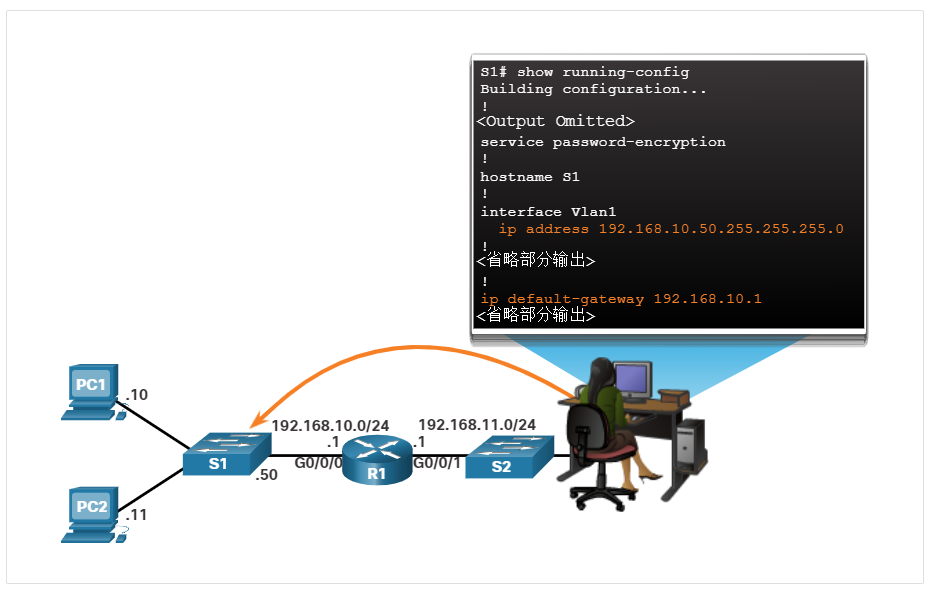 S1# show running-config
Building configuration...
!
<Output Omitted>
service password-encryption
!
hostname S1
!
interface Vlan1
ip address 192.168.10.50.255.255.255.0
!
<省略部分输出>
!
ip default-gateway 192.168.10.1
<省略部分输出>
PC1
.10
192.168.10.0/24
192.168.11.0/24
.1
.1
S1
G0/0/0
R1
G0/0/1
S2
.50
PC2
.11